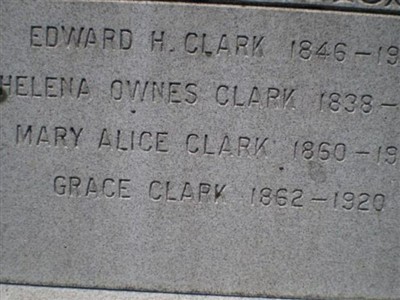 EDWARD H. CLARK 1846-19
HELENA OWNES CLARK 1838-
MARY ALICE CLARK 1860-19
GRACE CLARK 1862-1920